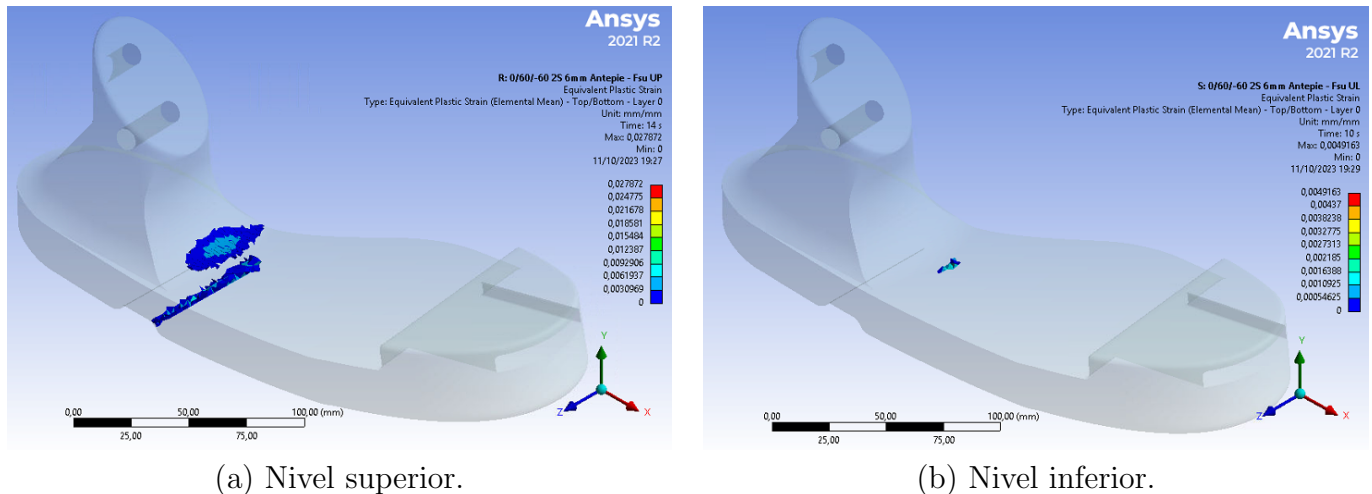 Ansys
2021 R2
R: 0/60/-60 2S 6mm Antepie - Fsu UP
Equivalent Plastic Strain
Type: Equivalent Plastic Strain (Elemental Mean) - Top/Bottom - Layer 0
Unit: mm/mm
Time: 14 s
Max: 0,027872
Min: 0
11/10/2023 19:27
0,027872
0,024775
0,021678
0,018581
0,015484
0,012387
0,0092906
0,0061937
0,0030969
0
Y
Z
X
0,00
50,00
100,00 (mm)
25,00
75,00
(a) Nivel superior.
Ansys
2021 R2
S: 0/60/-60 2S 6mm Antepie - Fsu UL
Equivalent Plastic Strain
Type: Equivalent Plastic Strain (Elemental Mean) - Top/Bottom - Layer 0
Unit: mm/mm
Time: 10 s
Max: 0,0049163
Min: 0
11/10/2023 19:29
0,0049163
0,00437
0,0038238
0,0032775
0,0027313
0,002185
0,0016388
0,0010925
0,00054625
0
Y
Z
X
0,00
50,00
100,00 (mm)
25,00
75,00
(b) Nivel inferior.